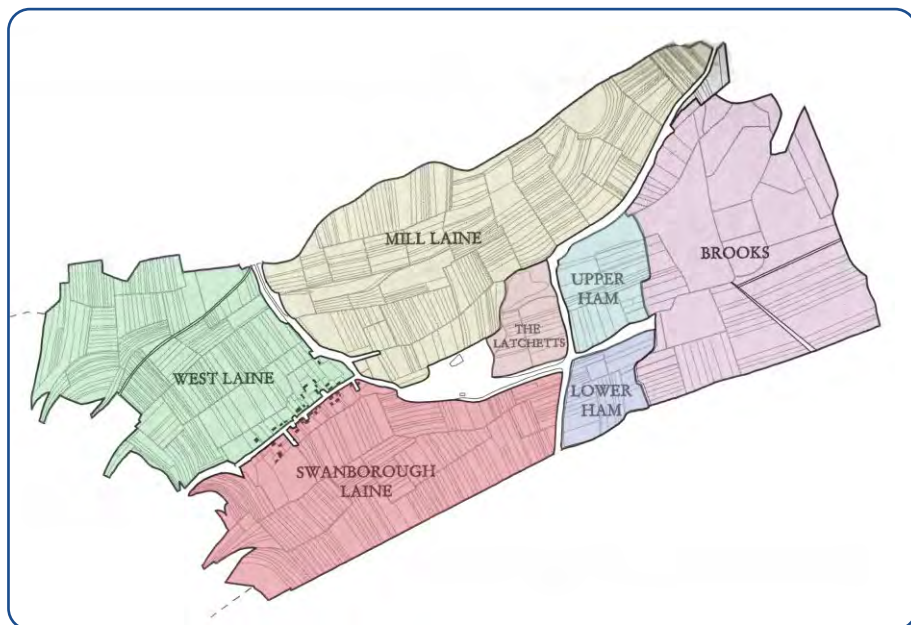 MILL LAINE
BROOKS
UPPER
HAM
THE
LATCHETTS
WEST LAINE
LOWER
HAM
SWANBOROUGH
LAINE